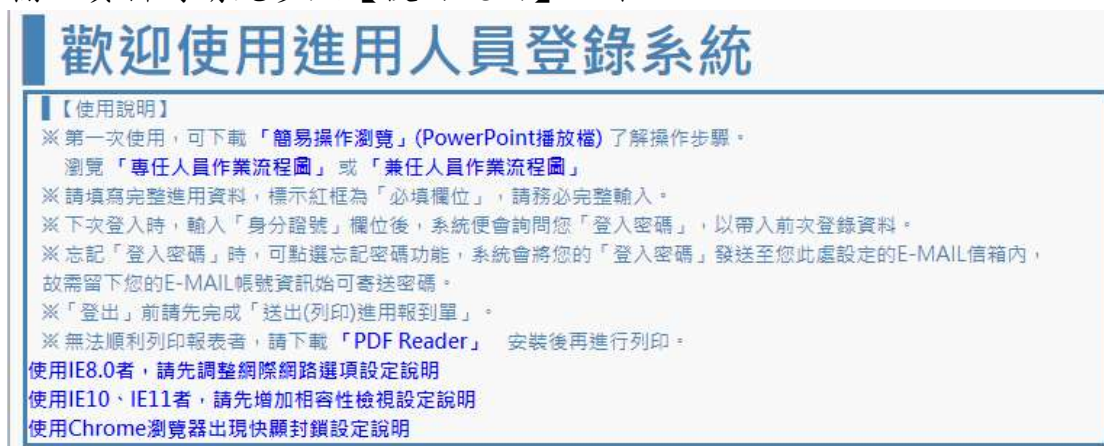 歡迎使用進用人員登錄系統
【使用說明】
※第一次使用，可下載「簡易操作瀏覽」(PowerPoint播放檔) 了解操作步驟。
瀏覽「專任人員作業流程圖」或「兼任人員作業流程圖」
※請填寫完整進用資料，標示紅框為「必填欄位」，請務必完整輸入。
※下次登入時，輸入「身分證號」欄位後，系統便會詢問您「登入密碼」，以帶入前次登錄資料。
※忘記「登入密碼」時，可點選忘記密碼功能，系統會將您的「登入密碼」發送至您此處設定的E-MAIL信箱內，
故需留下您的E-MAIL帳號資訊始可寄送密碼。
※「登出」前請先完成「送出(列印)進用報到單」。
※無法順利列印報表者，請下載「PDF Reader」 安裝後再進行列印。
使用IE8.0者，請先調整網際網路選項設定說明
使用IE10、IE11者，請先增加相容性檢視設定說明
使用Chrome瀏覽器出現快顯封鎖設定說明